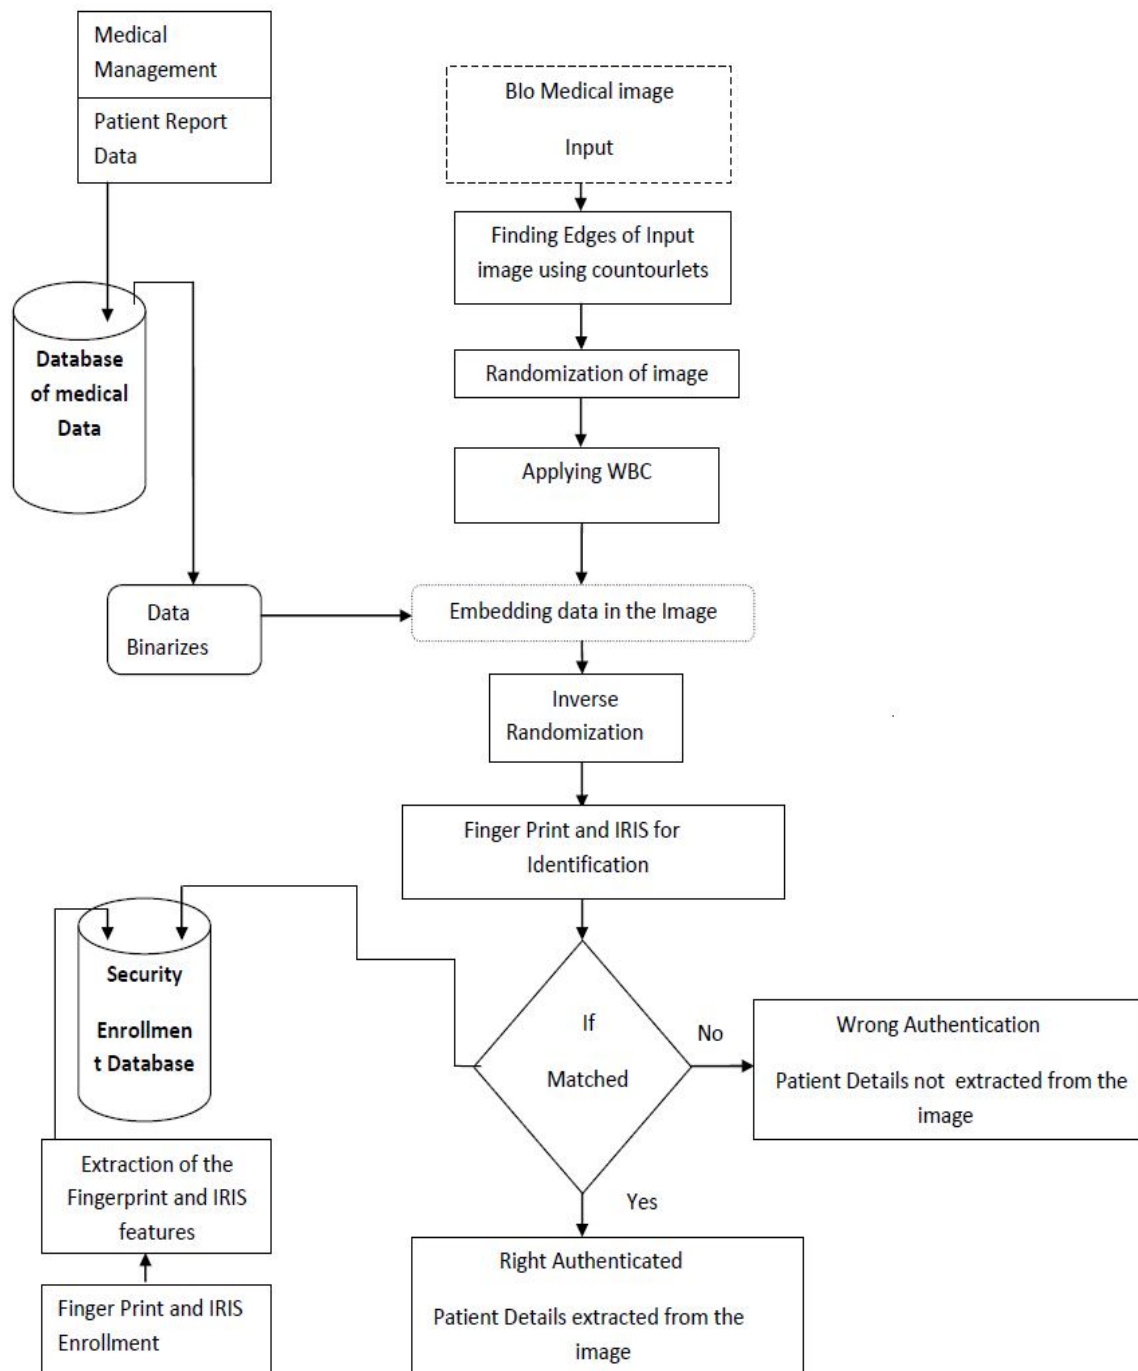 Medical
Management
Patient Report
Data
BIo Medical image
Input
Finding Edges of Input
image using countourlets
Randomization of image
Applying WBC
Database
of medical
Data
Data
Binarizes
Embedding data in the Image
Inverse
Randomization
Finger Print and IRIS for
Identification
Security
Enrollmen
t Database
If
Matched
No
Wrong Authentication
Patient Details not extracted from the
image
Yes
Extraction of the
Fingerprint and IRIS
features
Finger Print and IRIS
Enrollment
Right Authenticated
Patient Details extracted from the
image